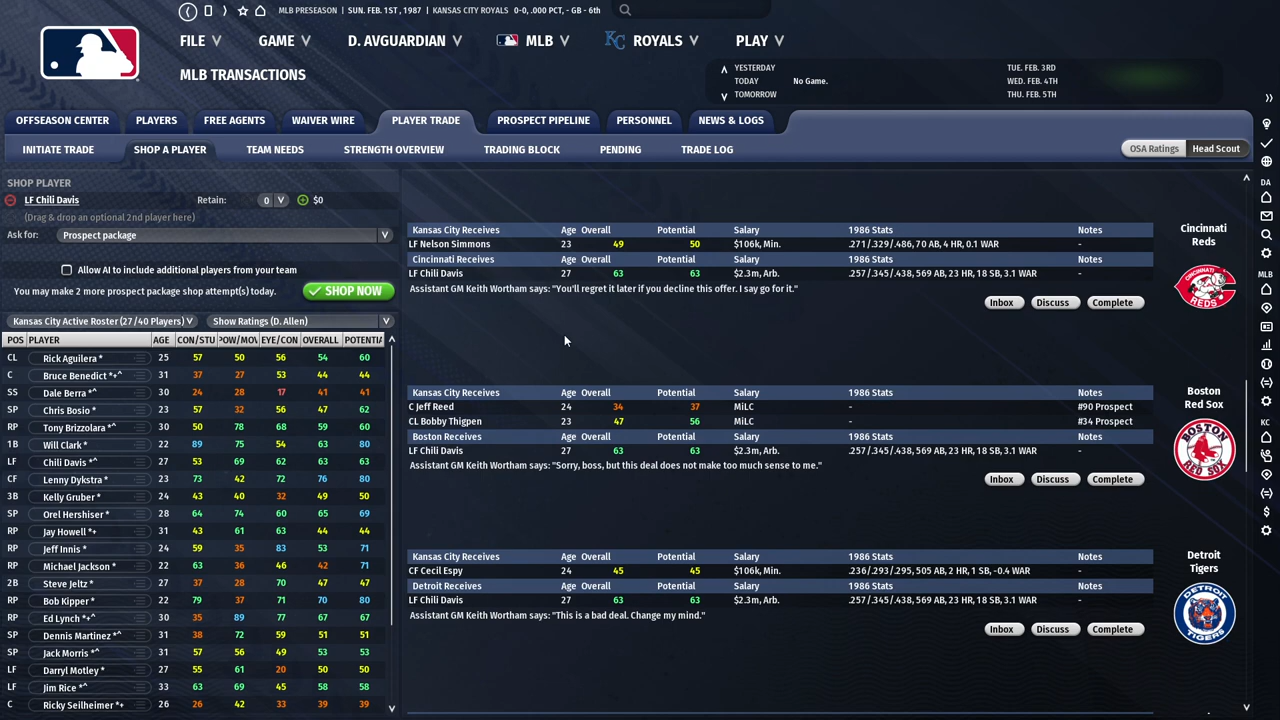 MLB PRESEASON | SUN. FEB. 1ST, 1987 | KANSAS CITY ROYALS 0-0, .000 PCT, - GB - 6th
FILE GAME D. AVGUARDIAN MLB ROYALS PLAY
MLB TRANSACTIONS
YESTERDAY
TODAY No Game.
TOMORROW
TUE. FEB. 3RD
WED. FEB. 4TH
THU. FEB. 5TH
OFFSEASON CENTER PLAYERS FREE AGENTS WAIVER WIRE PLAYER TRADE PROSPECT PIPELINE PERSONNEL NEWS & LOGS
INITIATE TRADE SHOP A PLAYER TEAM NEEDS STRENGTH OVERVIEW TRADING BLOCK PENDING TRADE LOG OSA Ratings Head Scout
SHOP PLAYER
LF Chili Davis Retain: 0 $0
(Drag & drop an optional 2nd player here)
Ask for: Prospect package
Allow AI to include additional players from your team
You may make 2 more prospect package shop attempt(s) today. SHOP NOW
Kansas City Active Roster (27/40 Players) Show Ratings (D. Allen)
POS PLAYER AGE CON/STU POW/MOV EYE/CON OVERALL POTENTIA
CL Rick Aguilera * 25 57 50 56 54 60
C Bruce Benedict *+^ 31 37 27 53 44 44
SS Dale Berra *^ 30 24 28 17 41 41
SP Chris Bosio * 23 57 32 56 47 62
RP Tony Brizzolara *^ 30 50 78 68 59 60
1B Will Clark * 22 89 75 54 63 80
LF Chili Davis *^ 27 53 69 62 63 63
CF Lenny Dykstra * 23 73 42 72 76 80
3B Kelly Gruber * 24 43 40 32 49 50
SP Orel Hershiser * 28 64 74 60 65 69
RP Jay Howell *+ 31 43 61 63 44 44
RP Jeff Innis * 24 59 35 83 53 71
RP Michael Jackson * 22 63 36 46 42 71
2B Steve Jeltz * 27 37 28 70 47 47
RP Bob Kipper * 22 79 37 71 70 80
RP Ed Lynch *+^ 30 35 89 77 67 67
SP Dennis Martinez *^ 31 38 72 59 50 51
SP Jack Morris *^ 31 57 56 49 53 53
LF Darryl Motley * 27 55 61 20 50 50
LF Jim Rice *^ 33 63 69 45 58 58
C Ricky Seilheimer *+ 26 26 42 33 39 39
Kansas City Receives Age Overall Potential Salary 1986 Stats Notes
LF Nelson Simmons 23 49 50 $106k, Min. .271/.329/.486, 70 AB, 4 HR, 0.1 WAR -
Cincinnati Receives Age Overall Potential Salary 1986 Stats Notes
LF Chili Davis 27 63 63 $2.3m, Arb. .257/.345/.438, 569 AB, 23 HR, 18 SB, 3.1 WAR -
Assistant GM Keith Wortham says: "You'll regret it later if you decline this offer. I say go for it."
Inbox Discuss Complete
Cincinnati
Reds
REDS
Kansas City Receives Age Overall Potential Salary 1986 Stats Notes
C Jeff Reed 24 34 37 MiLC - #90 Prospect
CL Bobby Thigpen 23 47 56 MiLC - #34 Prospect
Boston Receives Age Overall Potential Salary 1986 Stats Notes
LF Chili Davis 27 63 63 $2.3m, Arb. .257/.345/.438, 569 AB, 23 HR, 18 SB, 3.1 WAR -
Assistant GM Keith Wortham says: "Sorry, boss, but this deal does not make too much sense to me."
Inbox Discuss Complete
Boston
Red Sox
BOSTON
RED SOX
Kansas City Receives Age Overall Potential Salary 1986 Stats Notes
CF Cecil Espy 24 45 45 $106k, Min. .236/.293/.295, 505 AB, 2 HR, 1 SB, -0.4 WAR -
Detroit Receives Age Overall Potential Salary 1986 Stats Notes
LF Chili Davis 27 63 63 $2.3m, Arb. .257/.345/.438, 569 AB, 23 HR, 18 SB, 3.1 WAR -
Assistant GM Keith Wortham says: "This is a bad deal. Change my mind."
Inbox Discuss Complete
Detroit
Tigers
DETROIT
TIGERS
DA
MLB
KC